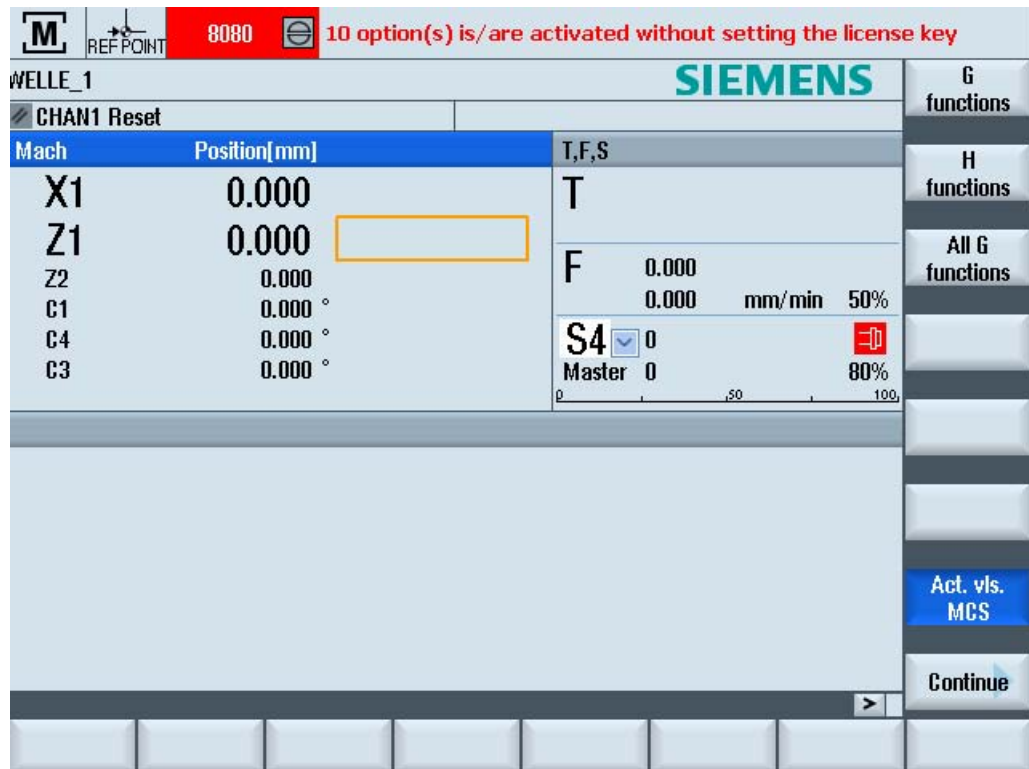 M
REF POINT
8080
10 option(s) is/are activated without setting the license key
WELLE_1
SIEMENS
CHAN1 Reset
Mach Position[mm]
X1 0.000
Z1 0.000
Z2 0.000
C1 0.000 °
C4 0.000 °
C3 0.000 °
T,F,S
T
F 0.000
0.000 mm/min 50%
S4 0
Master 0 80%
0 50 100
G
functions
H
functions
All G
functions
Act. vls.
MCS
Continue
>